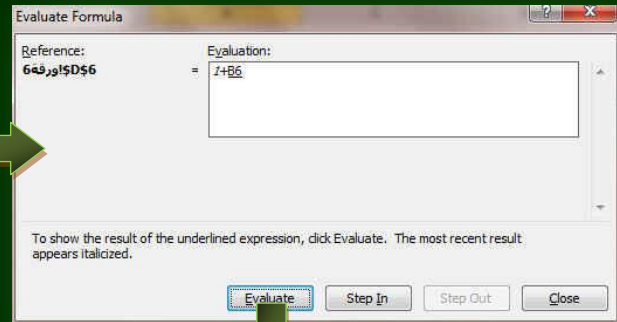 Evaluate Formula
Reference:
Evaluation:
ورقة6!$D$6
=
1+B6
To show the result of the underlined expression, click Evaluate. The most recent result
appears italicized.
Evaluate
Step In
Step Out
Close